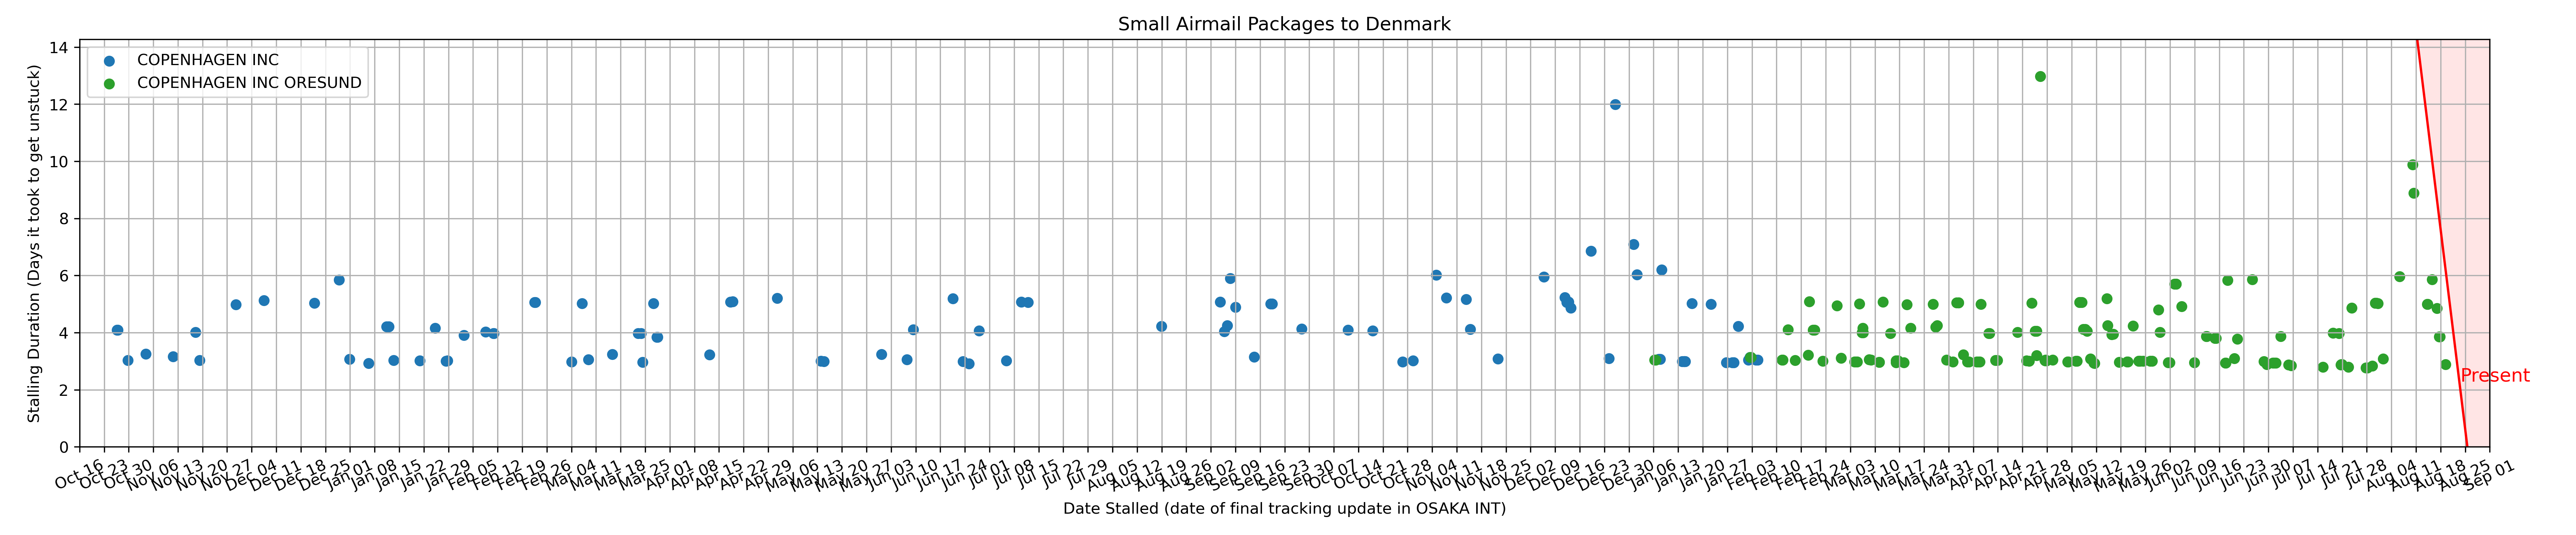 Small Airmail Packages to Denmark
COPENHAGEN INC
COPENHAGEN INC ORESUND
14
12
10
8
6
4
2
0
Stalling Duration (Days it took to get unstuck)
Present
Oct 16
Oct 23
Oct 30
Nov 06
Nov 13
Nov 20
Nov 27
Dec 04
Dec 11
Dec 18
Dec 25
Jan 01
Jan 08
Jan 15
Jan 22
Jan 29
Feb 05
Feb 12
Feb 19
Feb 26
Mar 04
Mar 11
Mar 18
Mar 25
Apr 01
Apr 08
Apr 15
Apr 22
Apr 29
May 06
May 13
May 20
May 27
Jun 03
Jun 10
Jun 17
Jun 24
Jul 01
Jul 08
Jul 15
Jul 22
Jul 29
Aug 05
Aug 12
Aug 19
Aug 26
Sep 02
Sep 09
Sep 16
Sep 23
Sep 30
Oct 07
Oct 14
Oct 21
Oct 28
Nov 04
Nov 11
Nov 18
Nov 25
Dec 02
Dec 09
Dec 16
Dec 23
Dec 30
Jan 06
Jan 13
Jan 20
Jan 27
Feb 03
Feb 10
Feb 17
Feb 24
Mar 03
Mar 10
Mar 17
Mar 24
Mar 31
Apr 07
Apr 14
Apr 21
Apr 28
May 05
May 12
May 19
May 26
Jun 02
Jun 09
Jun 16
Jun 23
Jun 30
Jul 07
Jul 14
Jul 21
Jul 28
Aug 04
Aug 11
Aug 18
Aug 25
Sep 01
Date Stalled (date of final tracking update in OSAKA INT)